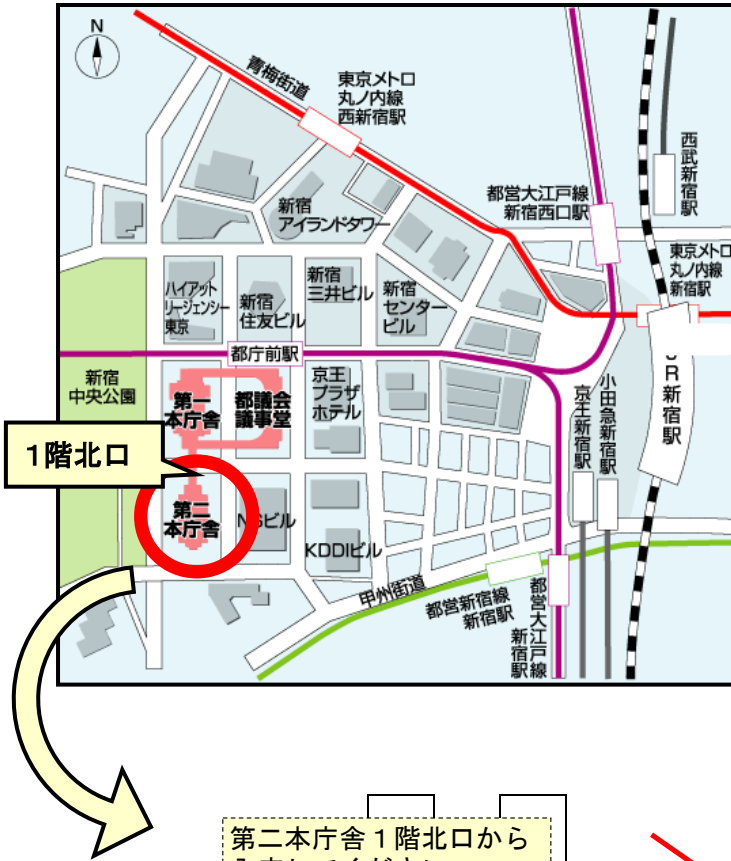 N
青梅街道
東京メトロ
丸ノ内線
西新宿駅
西武新宿駅
都営大江戸線
新宿西口駅
新宿
アイランドタワー
東京メトロ
丸ノ内線
新宿駅
ハイアット
リージェンシー
東京
新宿
住友ビル
新宿
三井ビル
新宿
センター
ビル
都庁前駅
新宿
中央公園
第一
本庁舎
都議会
議事堂
京王
プラザ
ホテル
京王新宿駅
小田急新宿駅
JR新宿駅
1階北口
第二
本庁舎
NSビル
KDDIビル
甲州街道
都営新宿線
新宿駅
都営大江戸線
新宿駅
第二本庁舎1階北口から